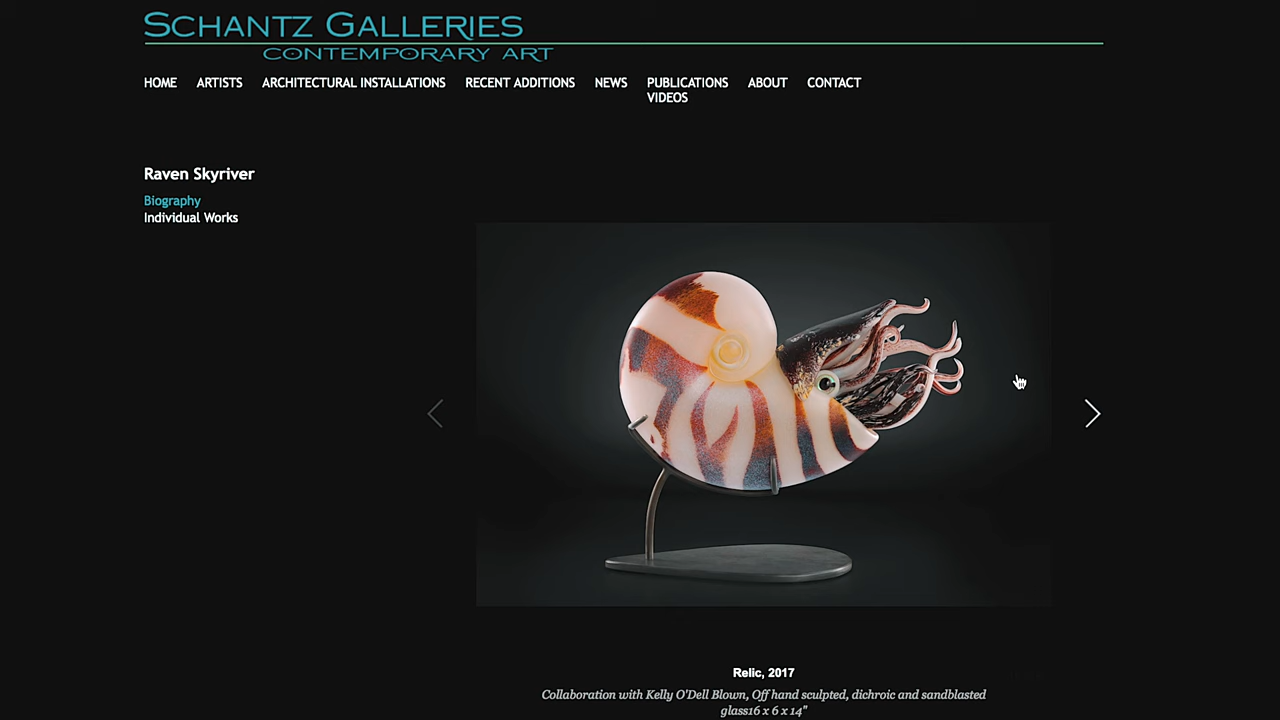 SCHANTZ GALLERIES
CONTEMPORARY ART
HOME ARTISTS ARCHITECTURAL INSTALLATIONS RECENT ADDITIONS NEWS PUBLICATIONS ABOUT CONTACT
VIDEOS
Raven Skyriver
Biography
Individual Works
Relic, 2017
Collaboration with Kelly O'Dell Blown, Off hand sculpted, dichroic and sandblasted
glass16 x 6 x 14"